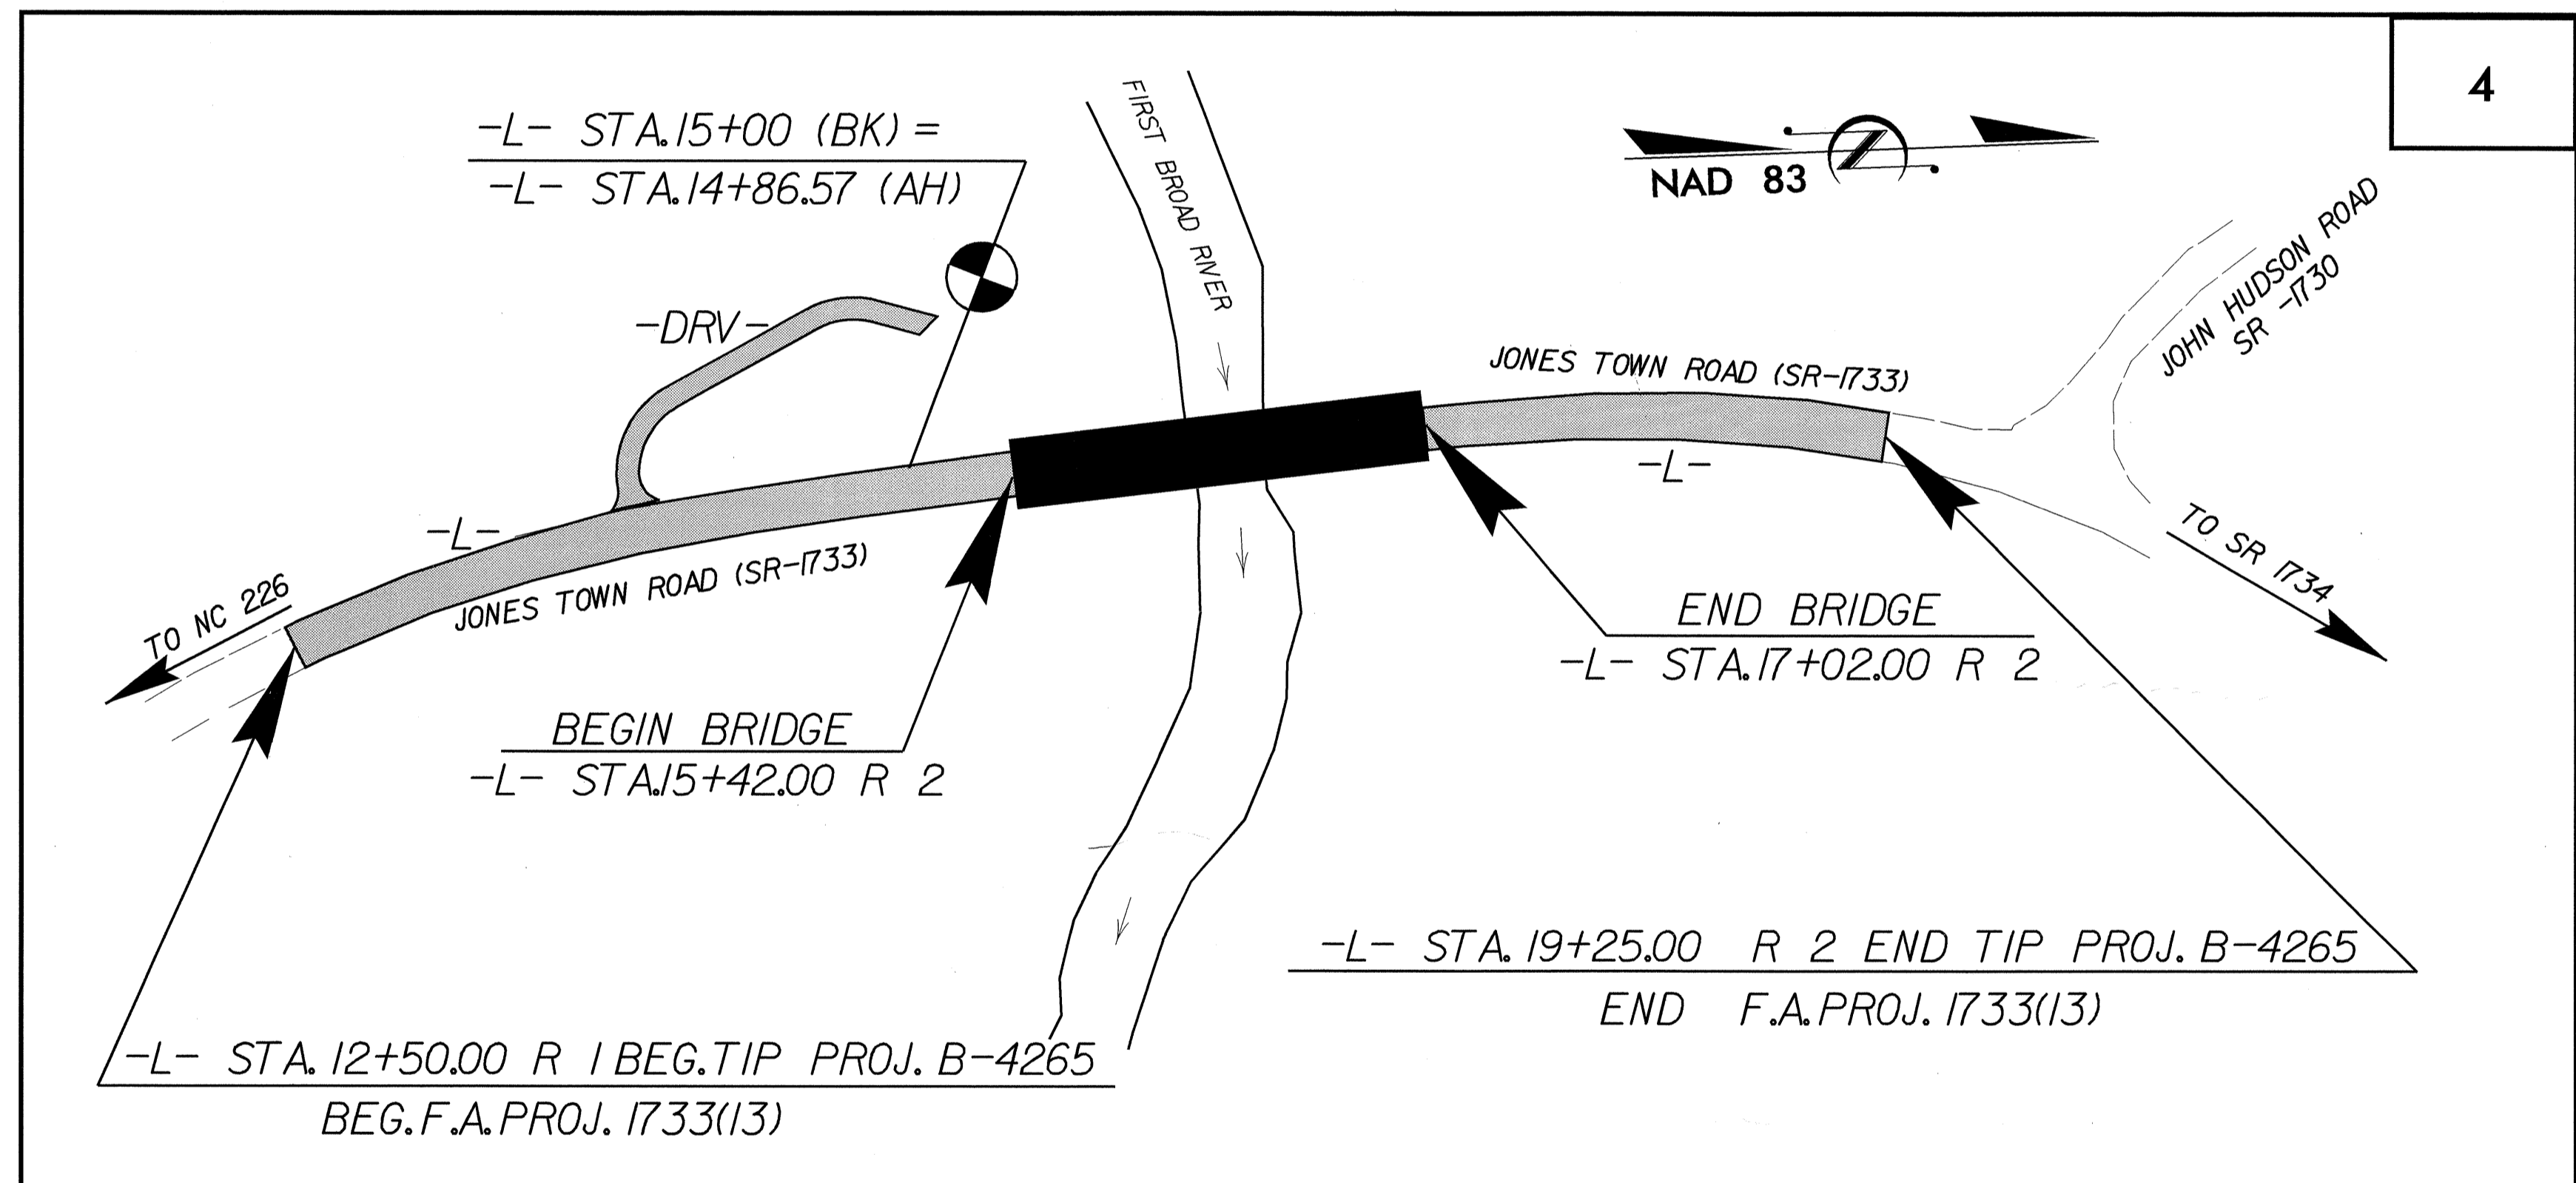 4
-L- STA. 15+00 (BK) =
-L- STA. 14+86.57 (AH)
FIRST BROAD RIVER
NAD 83
JOHN HUDSON ROAD
SR -1730
-DRV-
JONES TOWN ROAD (SR-1733)
-L-
-L-
JONES TOWN ROAD (SR-1733)
TO NC 226
TO SR 1734
END BRIDGE
-L- STA. 17+02.00 R 2
BEGIN BRIDGE
-L- STA. 15+42.00 R 2
-L- STA. 19+25.00 R 2 END TIP PROJ. B-4265
END F.A. PROJ. 1733(13)
-L- STA. 12+50.00 R 1 BEG. TIP PROJ. B-4265
BEG. F.A. PROJ. 1733(13)